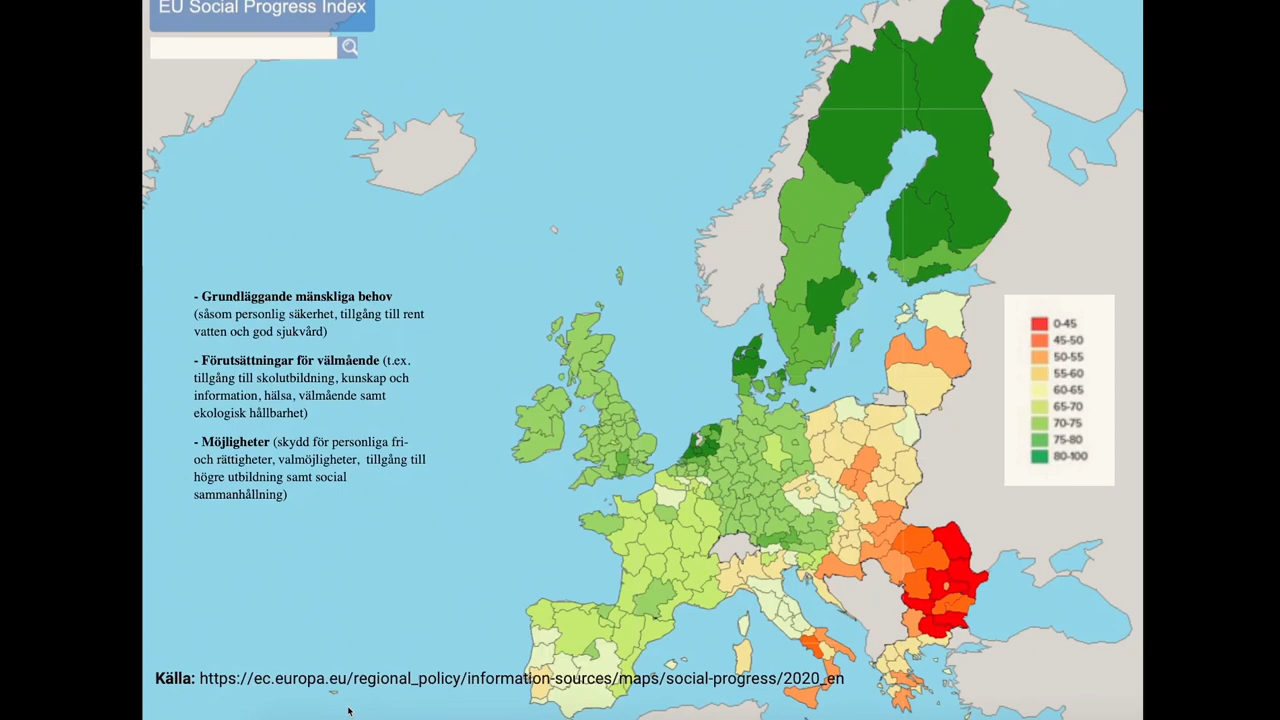 EU Social Progress Index
- Grundläggande mänskliga behov
(såsom personlig säkerhet, tillgång till rent
vatten och god sjukvård)
- Förutsättningar för välmående (t.ex.
tillgång till skolutbildning, kunskap och
information, hälsa, välmående samt
ekologisk hållbarhet)
- Möjligheter (skydd för personliga fri-
och rättigheter, valmöjligheter, tillgång till
högre utbildning samt social
sammanhållning)
0-45
45-50
50-55
55-60
60-65
65-70
70-75
75-80
80-100
Källa: https://ec.europa.eu/regional_policy/information-sources/maps/social-progress/2020_en